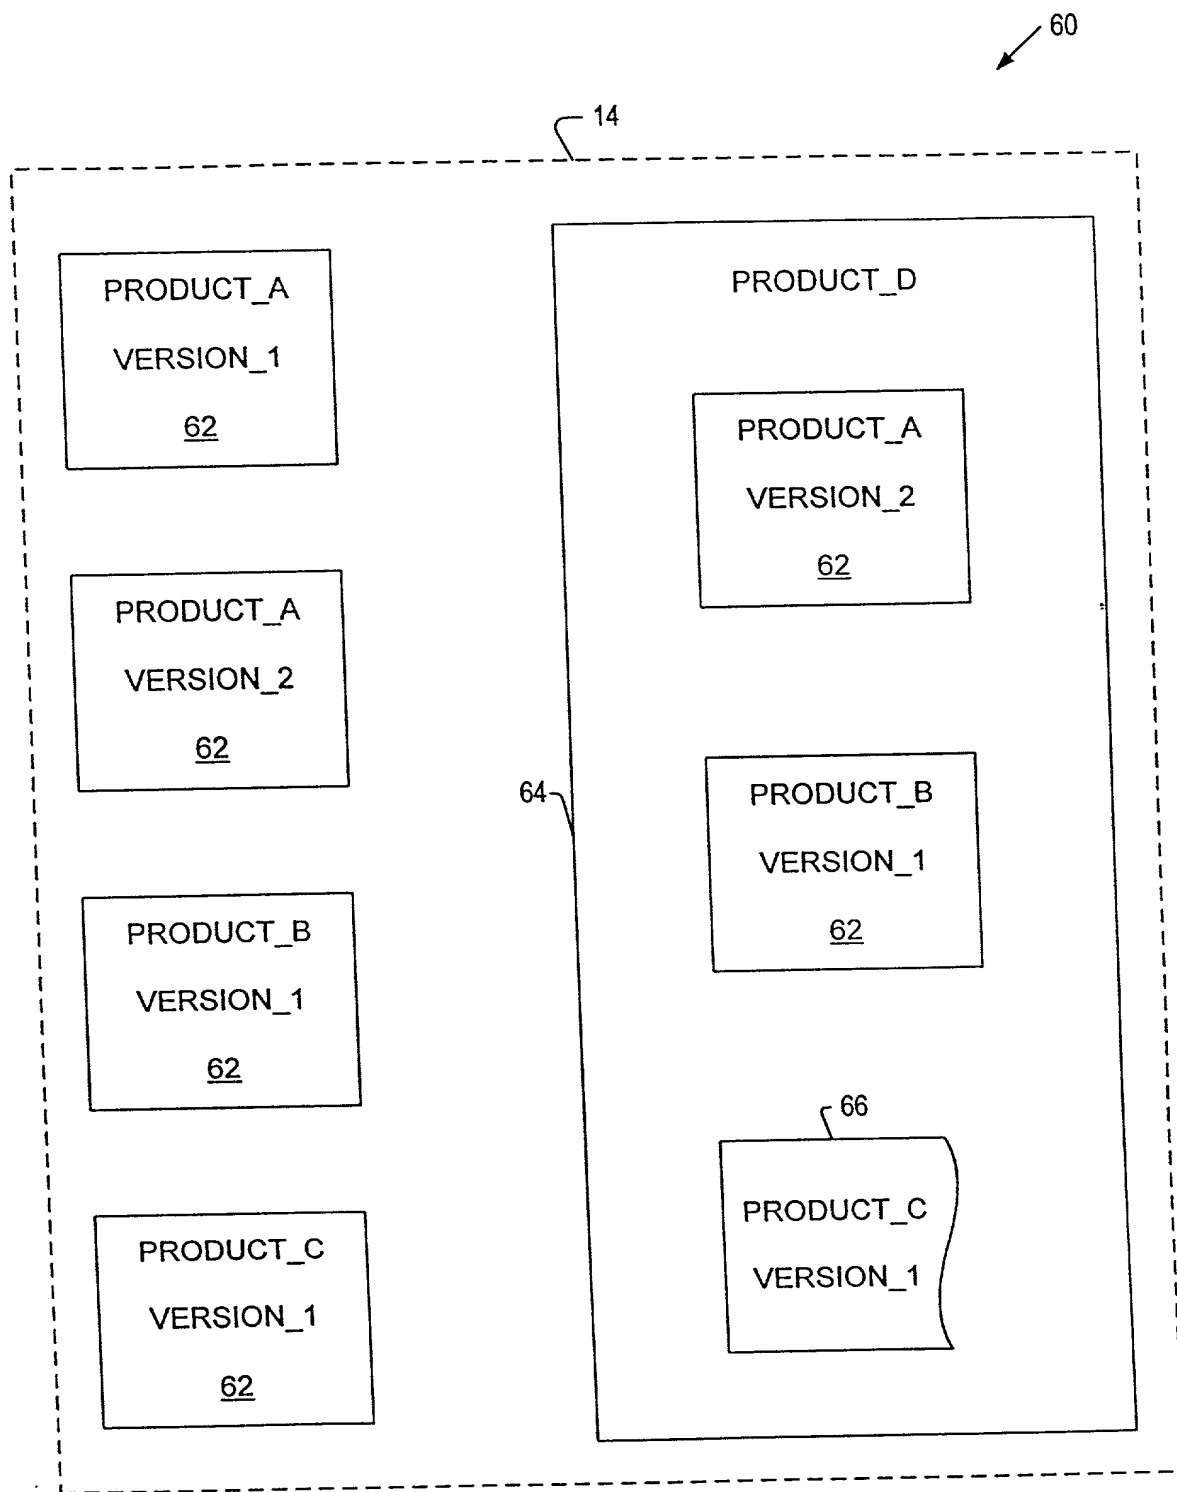 60
14
PRODUCT_A
VERSION_1
62
PRODUCT_A
VERSION_2
62
PRODUCT_B
VERSION_1
62
PRODUCT_C
VERSION_1
62
PRODUCT_D
PRODUCT_A
VERSION_2
62
64
PRODUCT_B
VERSION_1
62
66
PRODUCT_C
VERSION_1